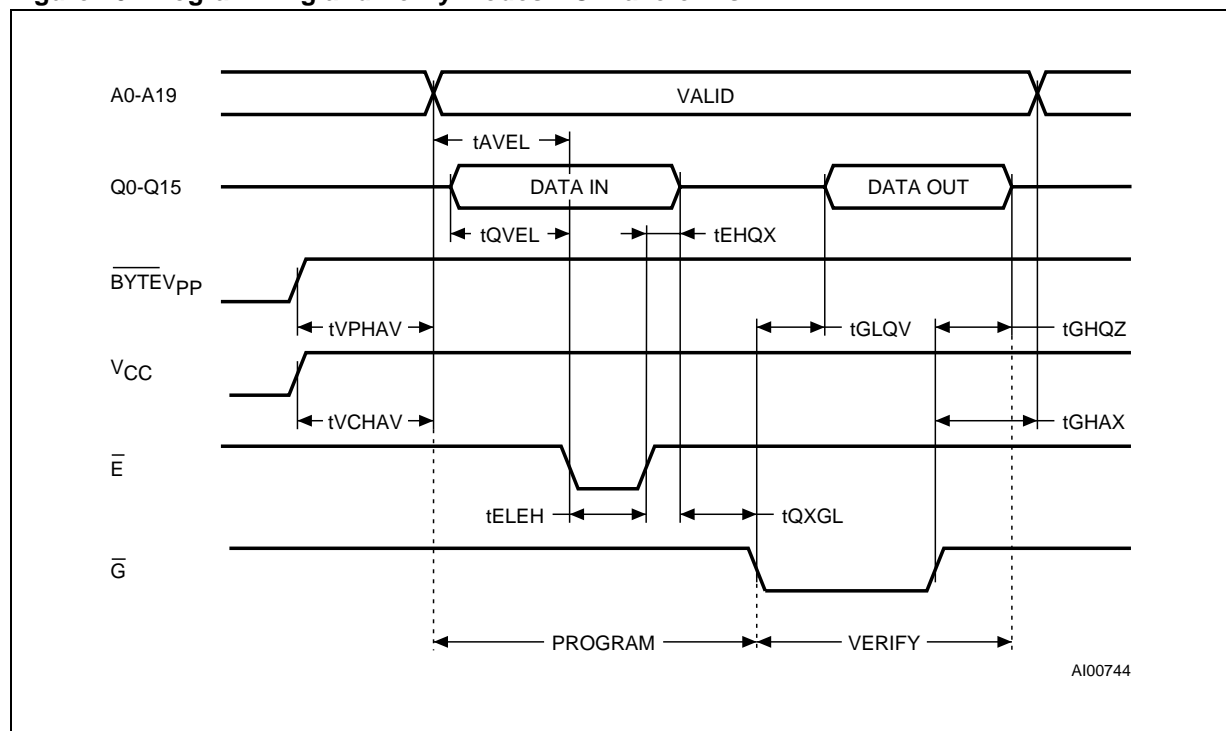 A0-A19
VALID
tAVEL
Q0-Q15
DATA IN
DATA OUT
tQVEL
tEHQX
BYTEVPP
tVPHAV
tGLQV
tGHQZ
VCC
tVCHAV
tGHAX
E
tELEH
tQXGL
G
PROGRAM
VERIFY
AI00744